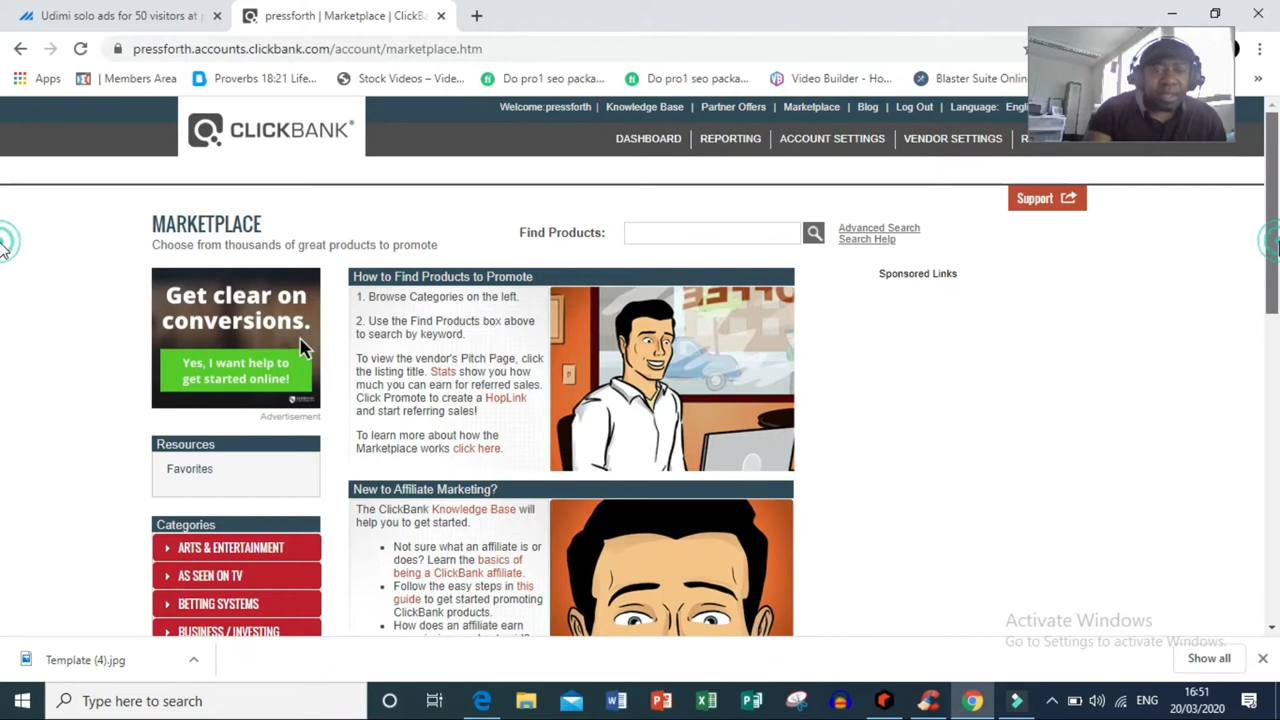 Udimi solo ads for 50 visitors at
pressforth | Marketplace | ClickBa
pressforth.accounts.clickbank.com/account/marketplace.htm
Apps
| Members Area
Proverbs 18:21 Life...
Stock Videos – Vide...
Do pro1 seo packa...
Do pro1 seo packa...
Video Builder - Ho...
Blaster Suite Onlin
Welcome:pressforth | Knowledge Base | Partner Offers | Marketplace | Blog | Log Out | Language: Engl
CLICKBANK®
DASHBOARD | REPORTING | ACCOUNT SETTINGS | VENDOR SETTINGS | R
Support
MARKETPLACE
Choose from thousands of great products to promote
Find Products:
Advanced Search
Search Help
Get clear on
conversions.
Yes, I want help to
get started online!
Advertisement
Resources
Favorites
Categories
ARTS & ENTERTAINMENT
AS SEEN ON TV
BETTING SYSTEMS
BUSINESS / INVESTING
How to Find Products to Promote
1. Browse Categories on the left.
2. Use the Find Products box above
to search by keyword.
To view the vendor's Pitch Page, click
the listing title. Stats show you how
much you can earn for referred sales.
Click Promote to create a HopLink
and start referring sales!
To learn more about how the
Marketplace works click here.
COFFEE
New to Affiliate Marketing?
The ClickBank Knowledge Base will
help you to get started.
• Not sure what an affiliate is or
does? Learn the basics of
being a ClickBank affiliate.
• Follow the easy steps in this
guide to get started promoting
ClickBank products.
• How does an affiliate earn
Sponsored Links
Activate Windows
Go to Settings to activate Windows.
Template (4).jpg
Show all
Type here to search
ENG
16:51
20/03/2020